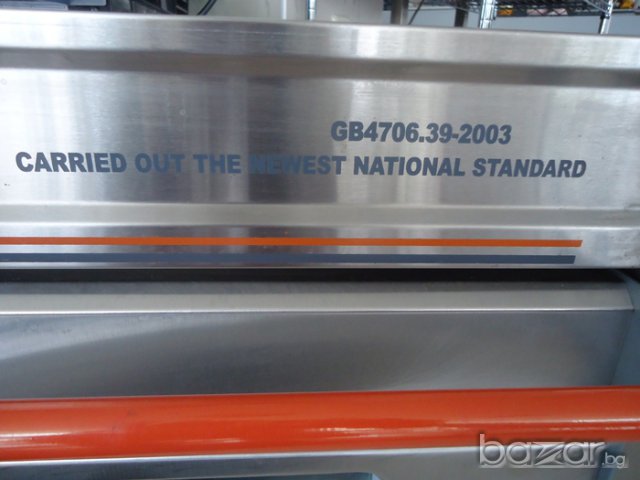 GB4706.39-2003
CARRIED OUT THE NEWEST NATIONAL STANDARD
bazar.bg